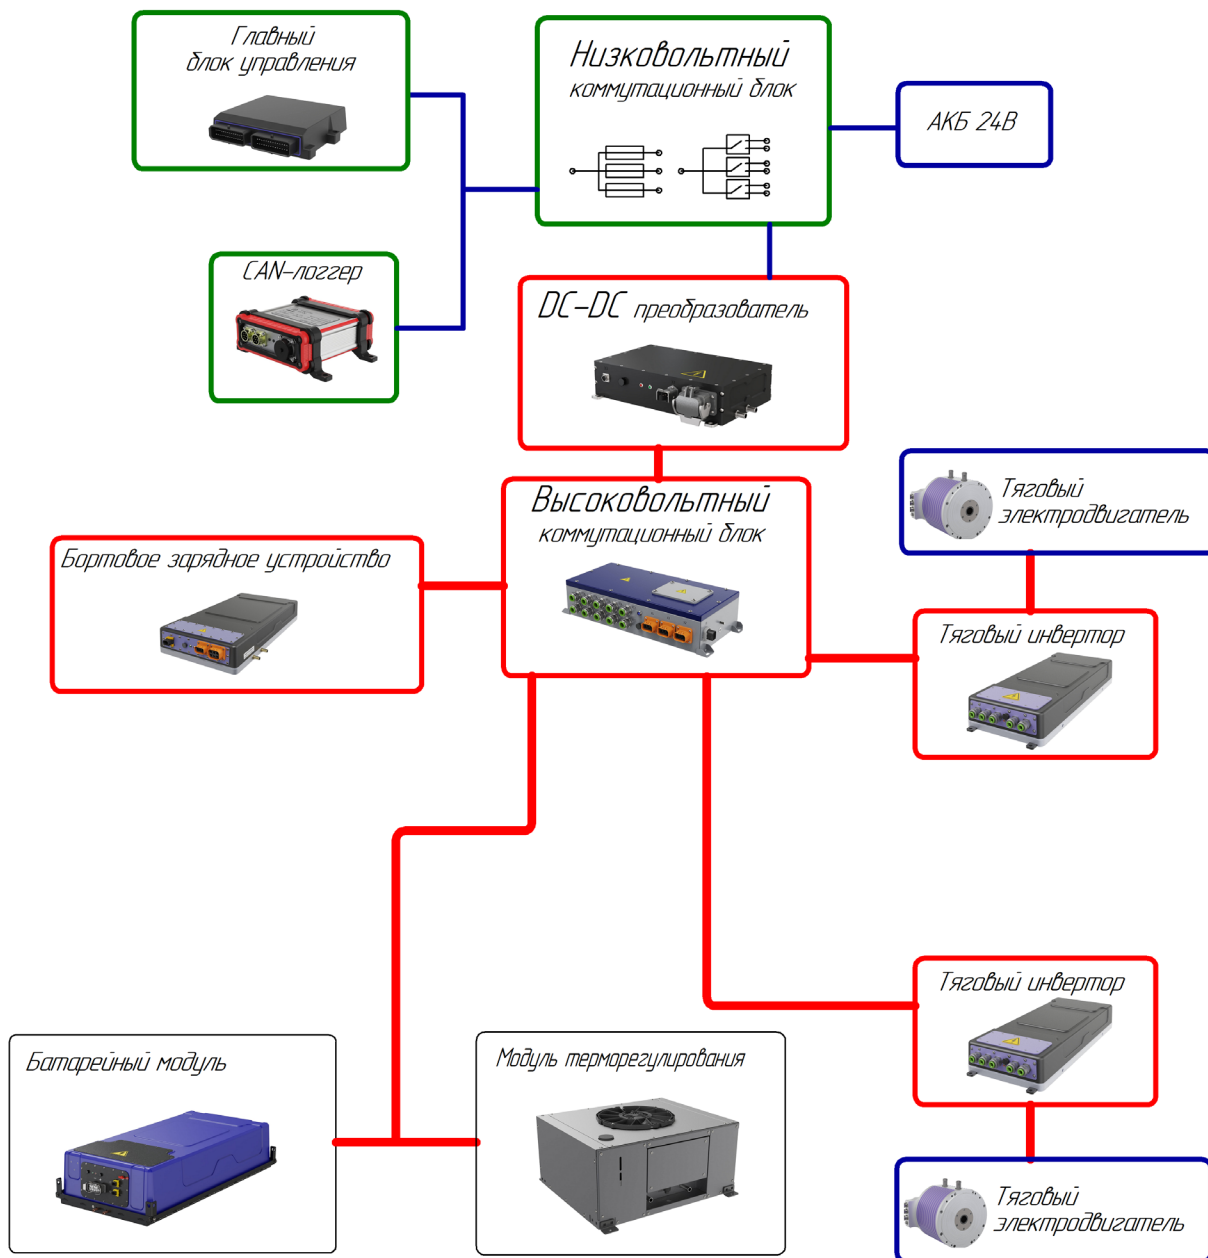 Главный
блок управления
Низковольтный
коммутационный блок
АКБ 24В
CAN-логгер
DC-DC преобразователь
Высоковольтный
коммутационный блок
Тяговый
электродвигатель
Бортовое зарядное устройство
Тяговый инвертор
Тяговый инвертор
Батарейный модуль
Модуль терморегулирования
Тяговый
электродвигатель